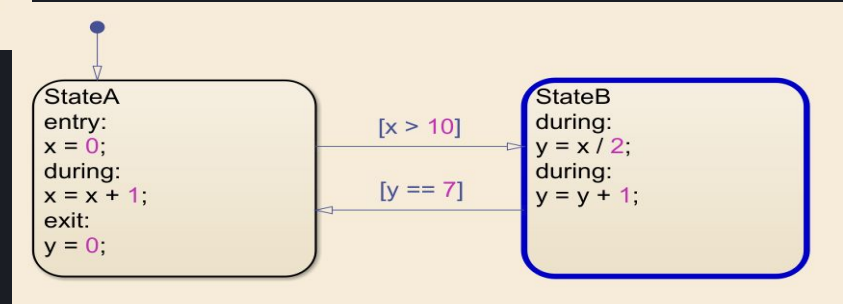 StateA
entry:
x = 0;
during:
x = x + 1;
exit:
y = 0;
[x > 10]
[y == 7]
StateB
during:
y = x / 2;
during:
y = y + 1;